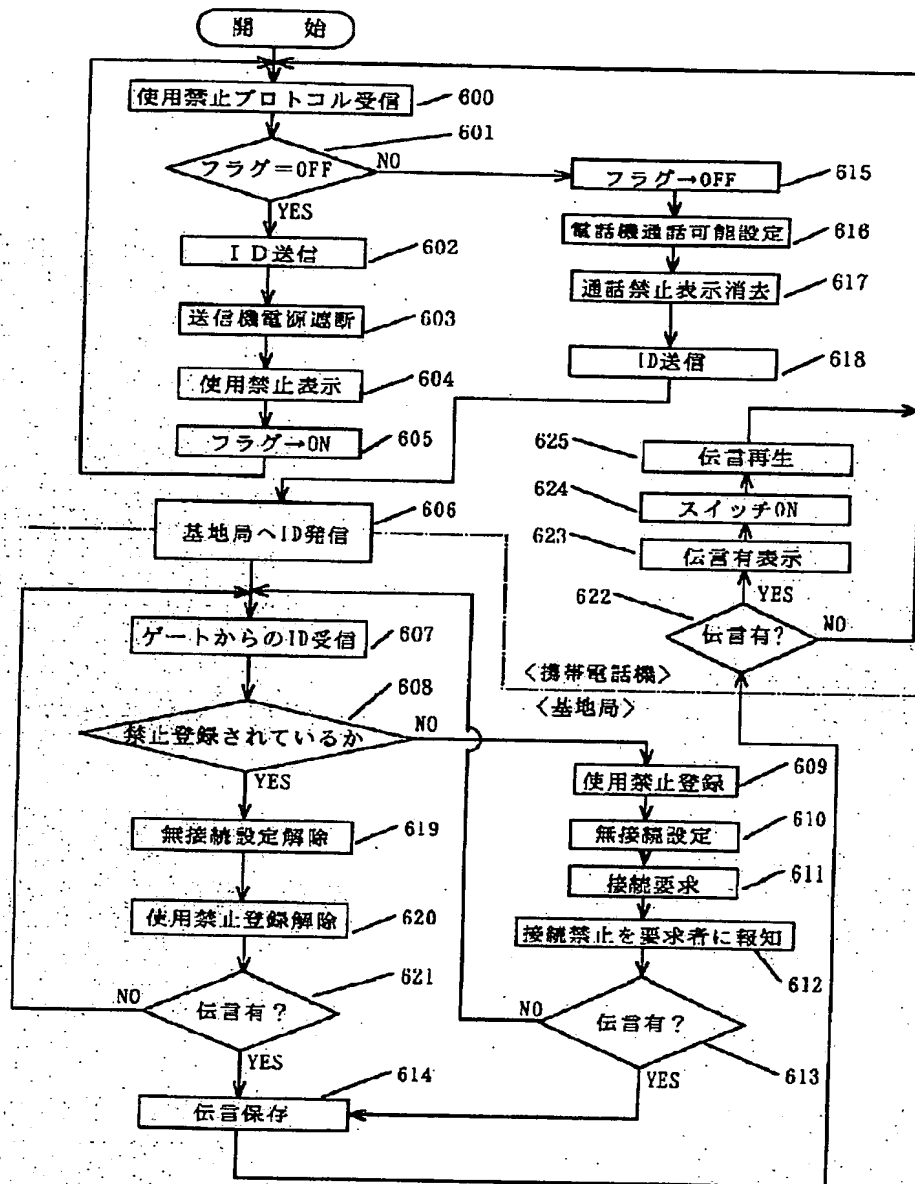 開始
使用禁止プロトコル受信
600
フラグ=OFF
601
YES
NO
ID送信
602
送信機電源遮断
603
使用禁止表示
604
フラグ→ON
605
フラグ→OFF
615
電話機通話可能設定
616
通話禁止表示消去
617
ID送信
618
基地局へID発信
606
625
伝言再生
624
スイッチON
623
伝言有表示
622
YES
伝言有?
NO
<携帯電話機>
<基地局>
ゲートからのID受信
607
禁止登録されているか
608
NO
YES
使用禁止登録
609
無接続設定
610
接続要求
611
接続禁止を要求者に報知
612
NO
伝言有?
613
YES
無接続設定解除
619
使用禁止登録解除
620
NO
伝言有?
621
YES
伝言保存
614